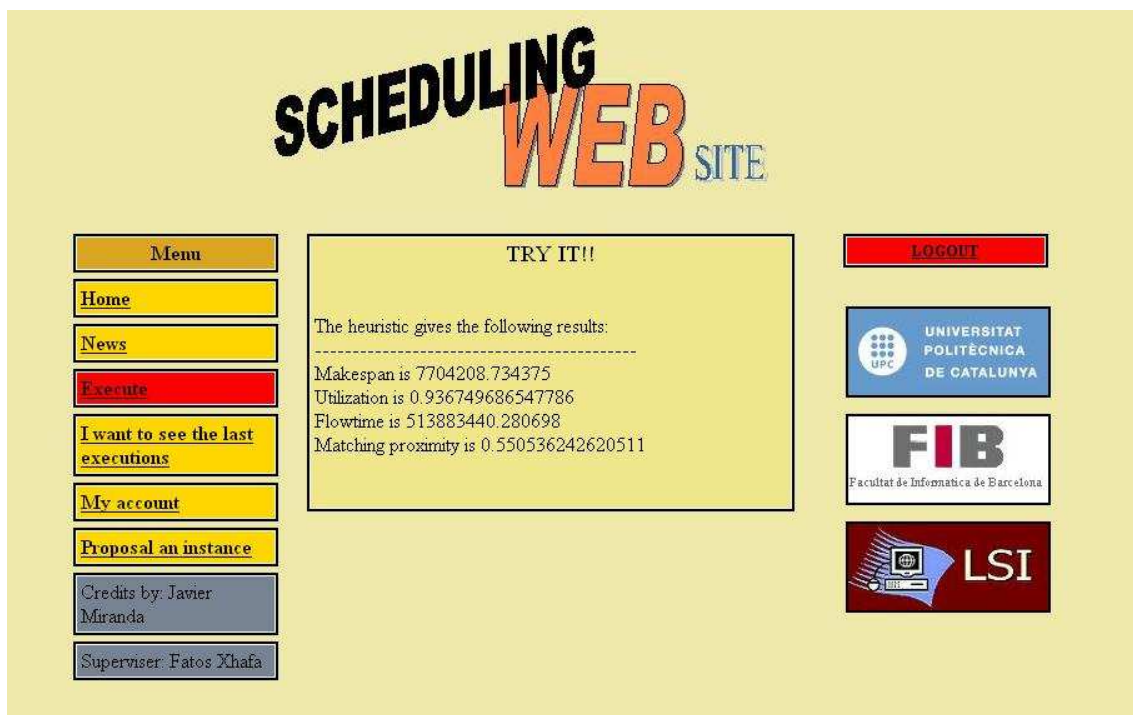 SCHEDULING
WEB SITE
Menu
Home
News
Execute
I want to see the last
executions
My account
Proposal an instance
Credits by: Javier
Miranda
Superviser: Fatos Xhafa
TRY IT!!
The heuristic gives the following results:
-------------------------------------------
Makespan is 7704208.734375
Utilization is 0.936749686547786
Flowtime is 513883440.280698
Matching proximity is 0.550536242620511
LOGOUT
UPC
UNIVERSITAT
POLITÈCNICA
DE CATALUNYA
FIB
Facultat de Informatica de Barcelona
LSI